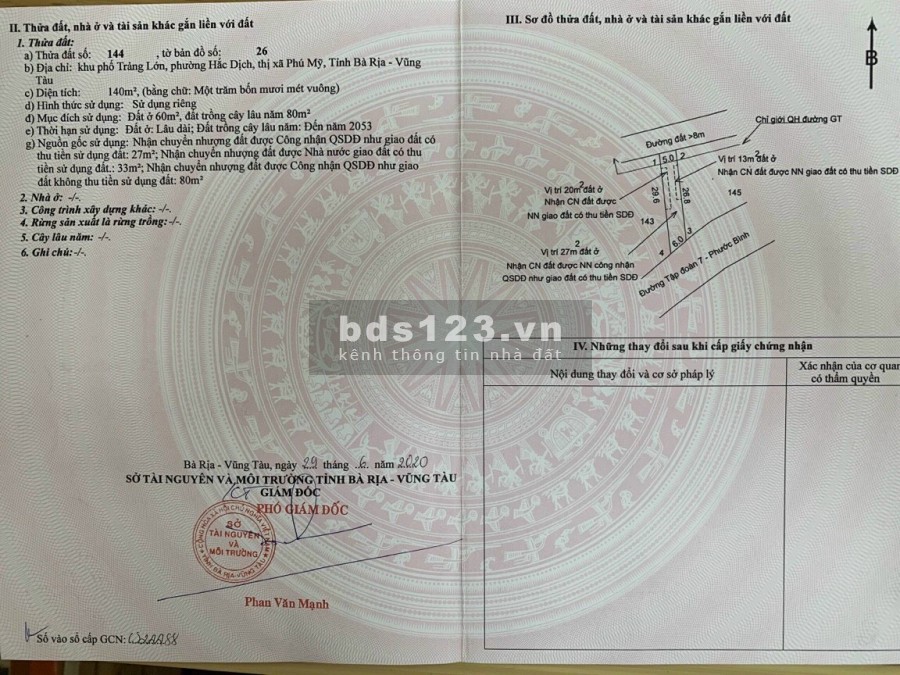 II. Thửa đất, nhà ở và tài sản khác gắn liền với đất
1. Thửa đất:
a) Thửa đất số: 144 , tờ bản đồ số: 26
b) Địa chỉ: khu phố Trảng Lớn, phường Hắc Dịch, thị xã Phú Mỹ, Tỉnh Bà Rịa - Vũng
Tàu
c) Diện tích: 140m², (bằng chữ: Một trăm bốn mươi mét vuông)
d) Hình thức sử dụng: Sử dụng riêng
đ) Mục đích sử dụng: Đất ở 60m², đất trồng cây lâu năm 80m²
e) Thời hạn sử dụng: Đất ở: Lâu dài; Đất trồng cây lâu năm: Đến năm 2053
g) Nguồn gốc sử dụng: Nhận chuyển nhượng đất được Công nhận QSDĐ như giao đất có
thu tiền sử dụng đất: 27m²; Nhận chuyển nhượng đất được Nhà nước giao đất có thu
tiền sử dụng đất.: 33m²; Nhận chuyển nhượng đất được Công nhận QSDĐ như giao
đất không thu tiền sử dụng đất: 80m²
2. Nhà ở: -/-.
3. Công trình xây dựng khác: -/-.
4. Rừng sản xuất là rừng trồng:-/-.
5. Cây lâu năm: -/-.
6. Ghi chú:-/-.
Bà Rịa - Vũng Tàu, ngày 29 tháng .6. năm 2020
SỞ TÀI NGUYÊN VÀ MÔI TRƯỜNG TỈNH BÀ RỊA - VŨNG TÀU
GIÁM ĐỐC
PHÓ GIÁM ĐỐC
SỞ
TÀI NGUYÊN
VÀ
MÔI TRƯỜNG
TỈNH BÀ RỊA-VŨNG TÀU
Phan Văn Mạnh
Số vào sổ cấp GCN:
III. Sơ đồ thửa đất, nhà ở và tài sản khác gắn liền với đất
B
Chỉ giới QH đường GT
Đường đất >8m
1 5.0 2
Vị trí 13m² đất ở
Nhận CN đất được NN giao đất có thu tiền SDĐ
Vị trí 20m² đất ở
Nhận CN đất được
NN giao đất có thu tiền SDĐ
29.6
26.8
145
143
4 6.0 3
Vị trí 27m² đất ở
Nhận CN đất được NN công nhận
QSDĐ như giao đất có thu tiền SDĐ
Đường Tập đoàn 7 - Phước Bình
bds123.vn
kênh thông tin nhà đất
IV. Những thay đổi sau khi cấp giấy chứng nhận
Nội dung thay đổi và cơ sở pháp lý
Xác nhận của cơ quan
có thẩm quyền